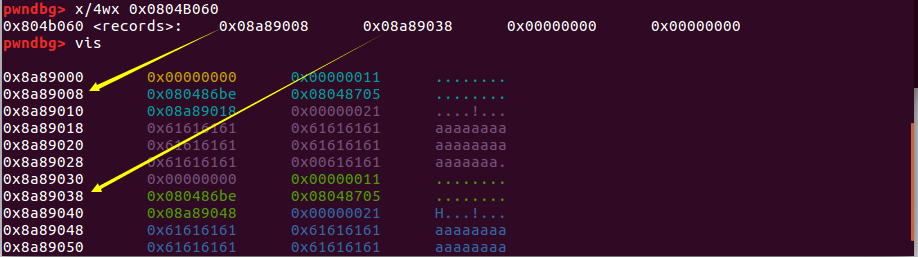 pwndbg> x/4wx 0x0804B060
0x804b060 <records>: 0x08a89008 0x08a89038 0x00000000 0x00000000
pwndbg> vis
0x8a89000 0x00000000 0x00000011 ........
0x8a89008 0x080486be 0x08048705 ........
0x8a89010 0x08a89018 0x00000021 ....!...
0x8a89018 0x61616161 0x61616161 aaaaaaaa
0x8a89020 0x61616161 0x61616161 aaaaaaaa
0x8a89028 0x61616161 0x00616161 aaaaaaa.
0x8a89030 0x00000000 0x00000011 ........
0x8a89038 0x080486be 0x08048705 ........
0x8a89040 0x08a89048 0x00000021 H...!...
0x8a89048 0x61616161 0x61616161 aaaaaaaa
0x8a89050 0x61616161 0x61616161 aaaaaaaa